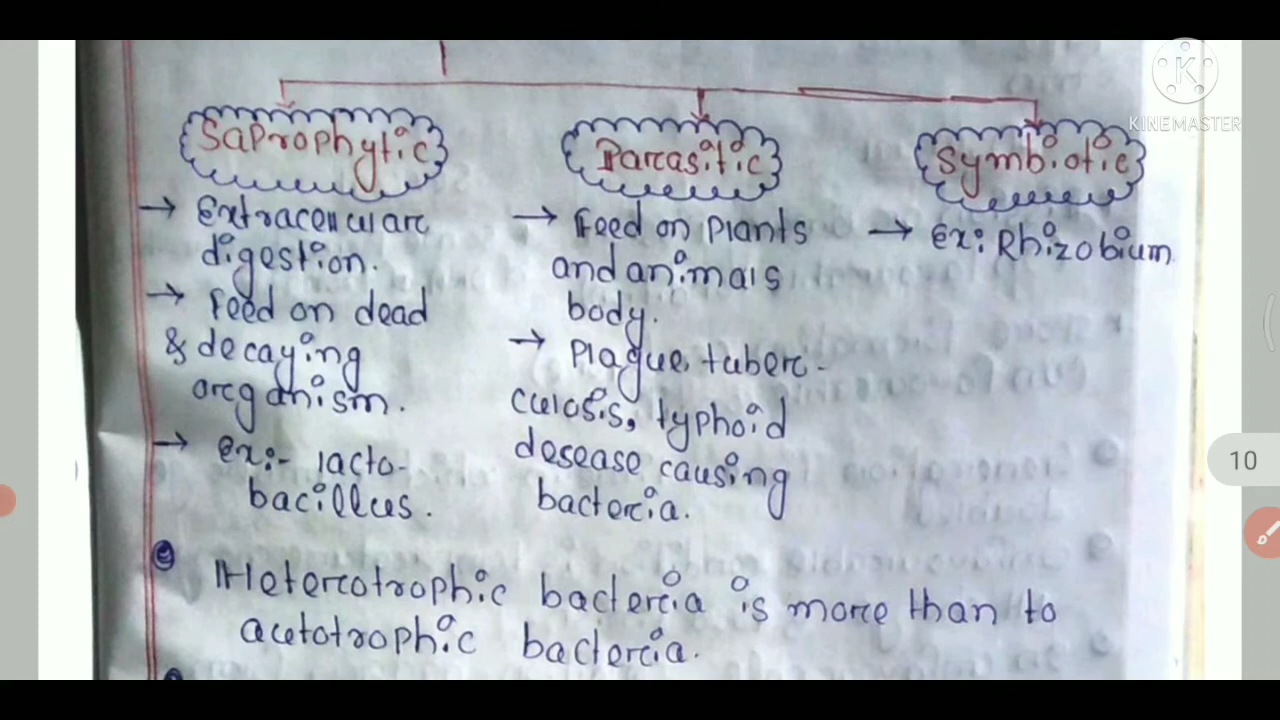 Saprophytic
Parasitic
Symbiotic
→ Extracellular
digestion.
→ Feed on dead
& decaying
organism.
→ Ex:- lacto-
bacillus.
→ Feed on plants
and animals
body.
→ Plague, tuber-
culosis, typhoid
desease causing
bacteria.
→ Ex: Rhizobium.
Heterotrophic bacteria is more than to
autotrophic bacteria.
KINEMASTER
10